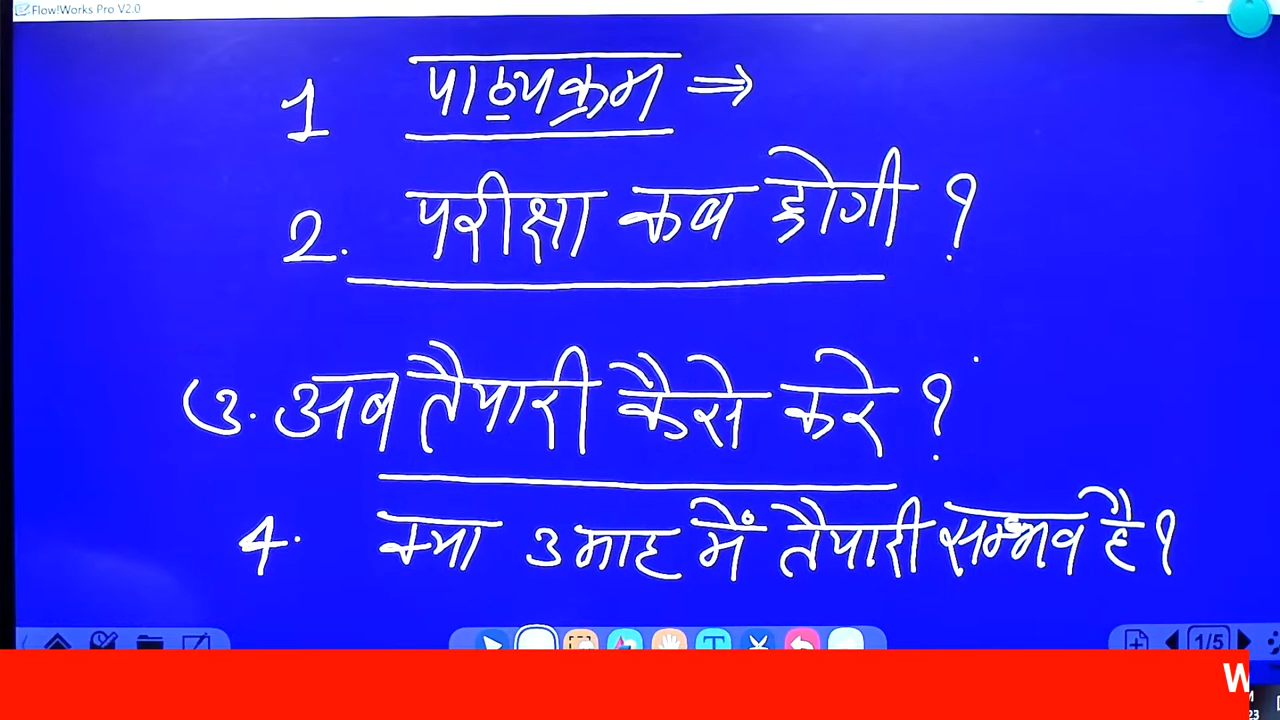 Flow!Works Pro V2.0
1 पाठ्यक्रम ⇒
2. परीक्षा कब होगी ?
3. अब तैयारी कैसे करे ?
4. क्या 3 माह में तैयारी सम्भव है ?
1/5
W
23